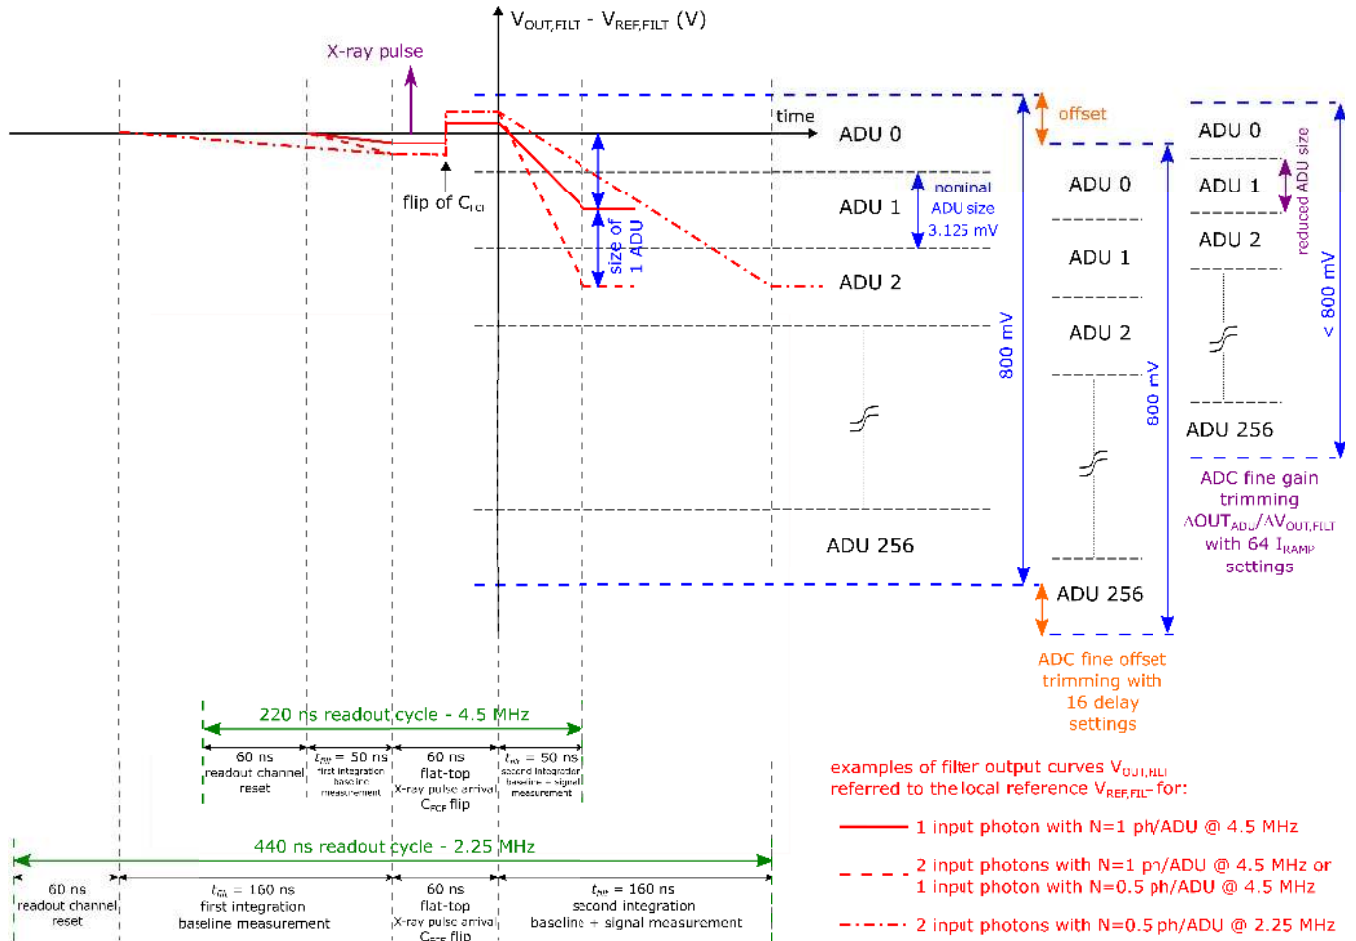 V_OUT,FILT - V_REF,FILT (V)
X-ray pulse
time
flip of C_FCF
size of
1 ADU
ADU 0
ADU 1
ADU 2
ADU 256
nominal
ADU size
3.125 mV
800 mV
offset
ADU 0
ADU 1
ADU 2
ADU 256
800 mV
ADC fine offset
trimming with
16 delay
settings
ADU 0
ADU 1
ADU 2
ADU 256
reduced ADU size
< 800 mV
ADC fine gain
trimming
ΔOUT_ADU/ΔV_OUT,FILT
with 64 I_RAMP
settings
220 ns readout cycle - 4.5 MHz
60 ns
readout channel
reset
t_filt = 50 ns
first integration
baseline
measurement
60 ns
flat-top
X-ray pulse arrival
C_FCF flip
t_filt = 50 ns
second integration
baseline + signal
measurement
440 ns readout cycle - 2.25 MHz
60 ns
readout channel
reset
t_filt = 160 ns
first integration
baseline measurement
60 ns
flat-top
X-ray pulse arrival
C_FCF flip
t_filt = 160 ns
second integration
baseline + signal measurement
examples of filter output curves V_OUT,FILT
referred to the local reference V_REF,FILT for:
1 input photon with N=1 ph/ADU @ 4.5 MHz
2 input photons with N=1 ph/ADU @ 4.5 MHz or
1 input photon with N=0.5 ph/ADU @ 4.5 MHz
2 input photons with N=0.5 ph/ADU @ 2.25 MHz